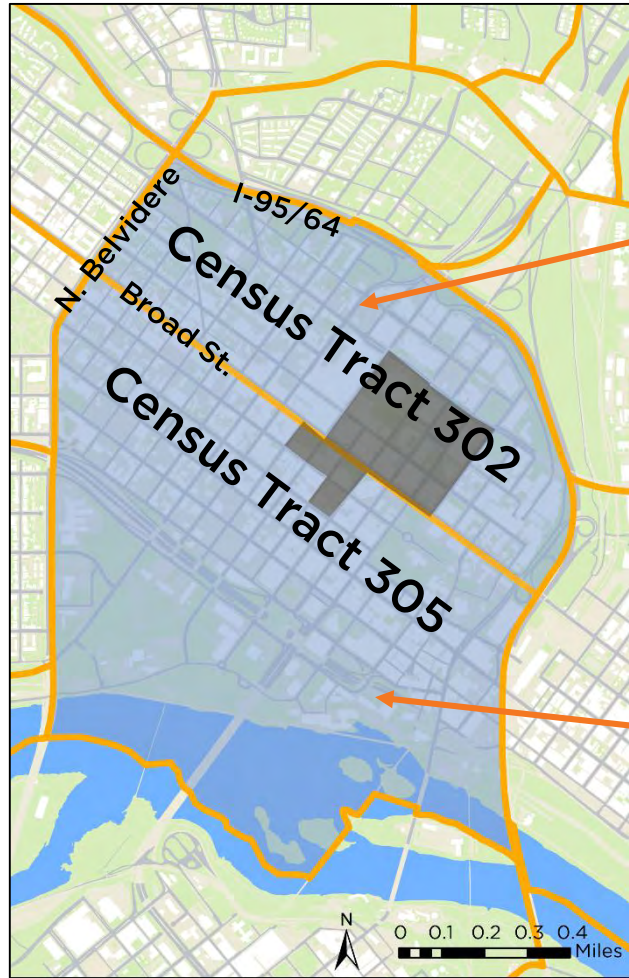 I-95/64
N. Belvidere
Census Tract 302
Broad St.
Census Tract 305
N
0 0.1 0.2 0.3 0.4
Miles